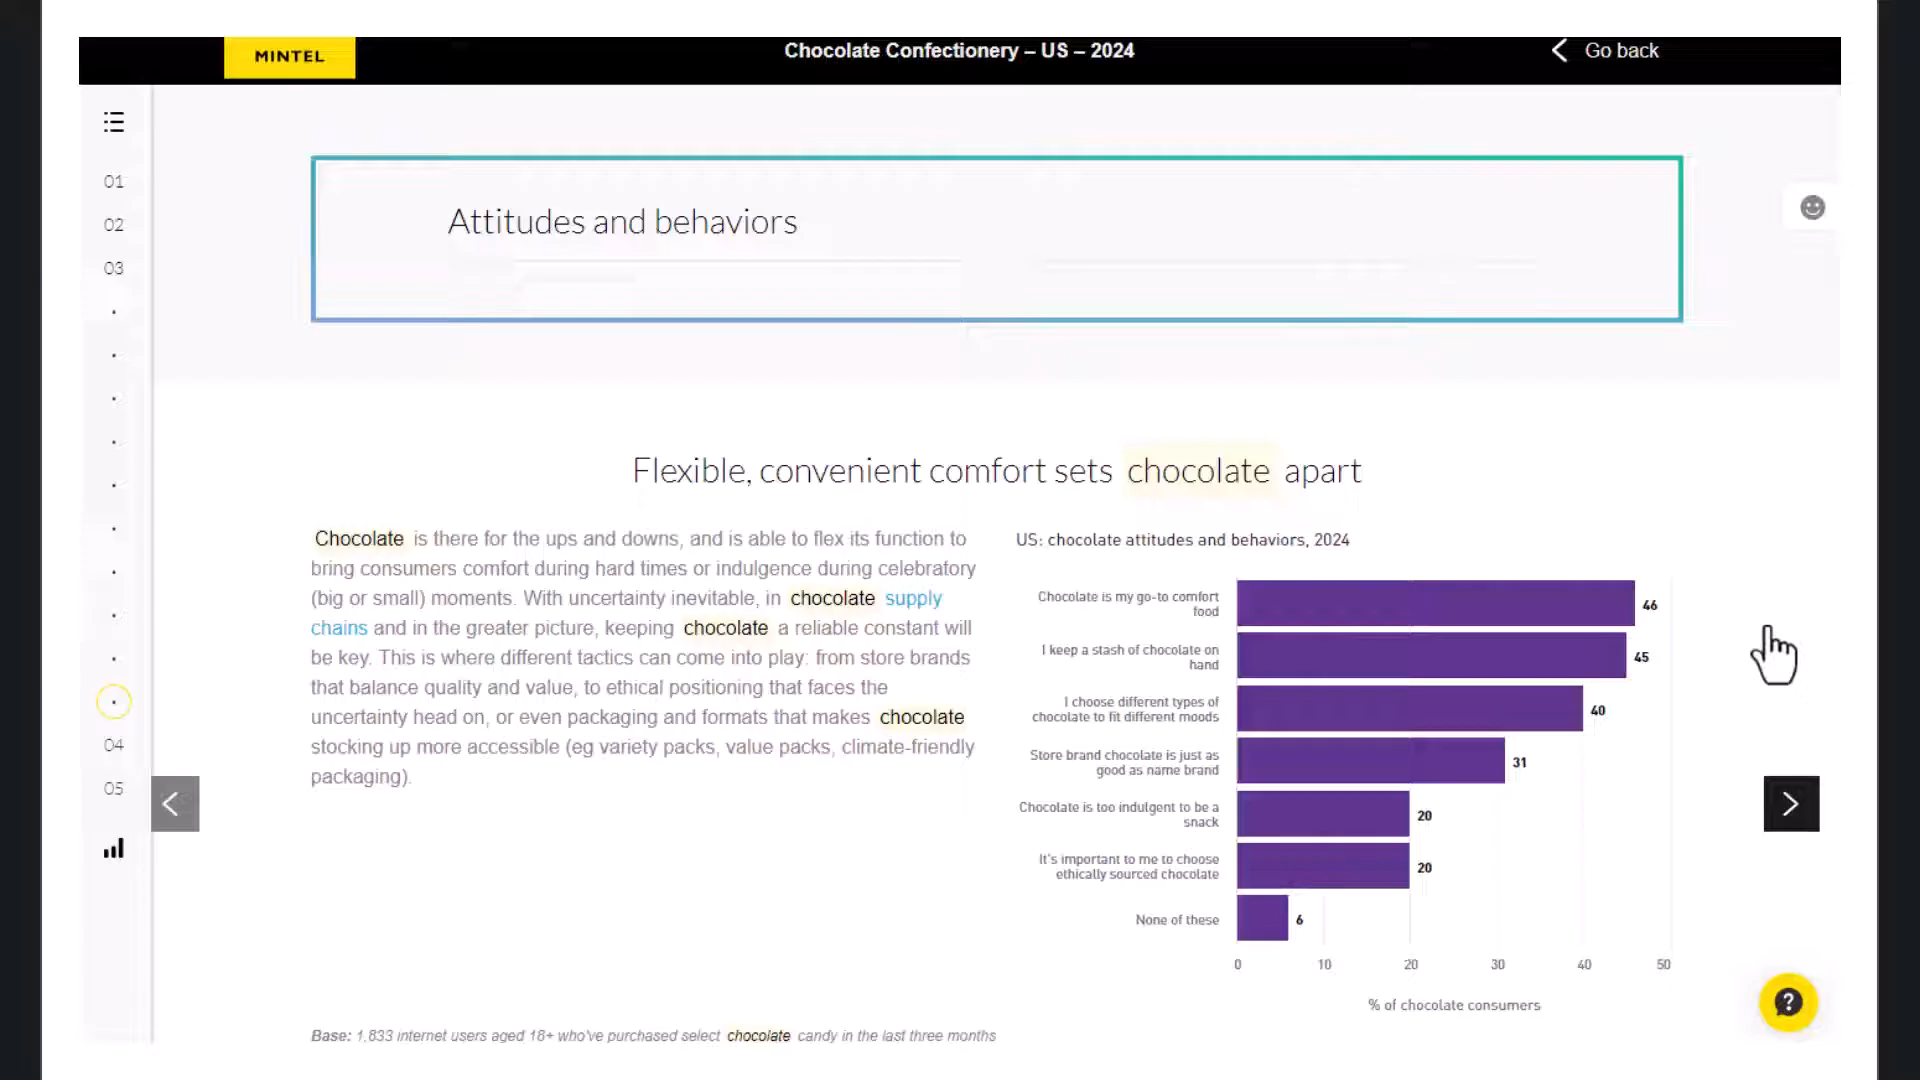 MINTEL
Chocolate Confectionery – US – 2024
Go back
01
02
03
04
05
Attitudes and behaviors
Flexible, convenient comfort sets chocolate apart
Chocolate is there for the ups and downs, and is able to flex its function to
bring consumers comfort during hard times or indulgence during celebratory
(big or small) moments. With uncertainty inevitable, in chocolate supply
chains and in the greater picture, keeping chocolate a reliable constant will
be key. This is where different tactics can come into play: from store brands
that balance quality and value, to ethical positioning that faces the
uncertainty head on, or even packaging and formats that makes chocolate
stocking up more accessible (eg variety packs, value packs, climate-friendly
packaging).
US: chocolate attitudes and behaviors, 2024
Chocolate is my go-to comfort
food
46
I keep a stash of chocolate on
hand
45
I choose different types of
chocolate to fit different moods
40
Store brand chocolate is just as
good as name brand
31
Chocolate is too indulgent to be a
snack
20
It's important to me to choose
ethically sourced chocolate
20
None of these
6
0 10 20 30 40 50
% of chocolate consumers
Base: 1,833 internet users aged 18+ who've purchased select chocolate candy in the last three months